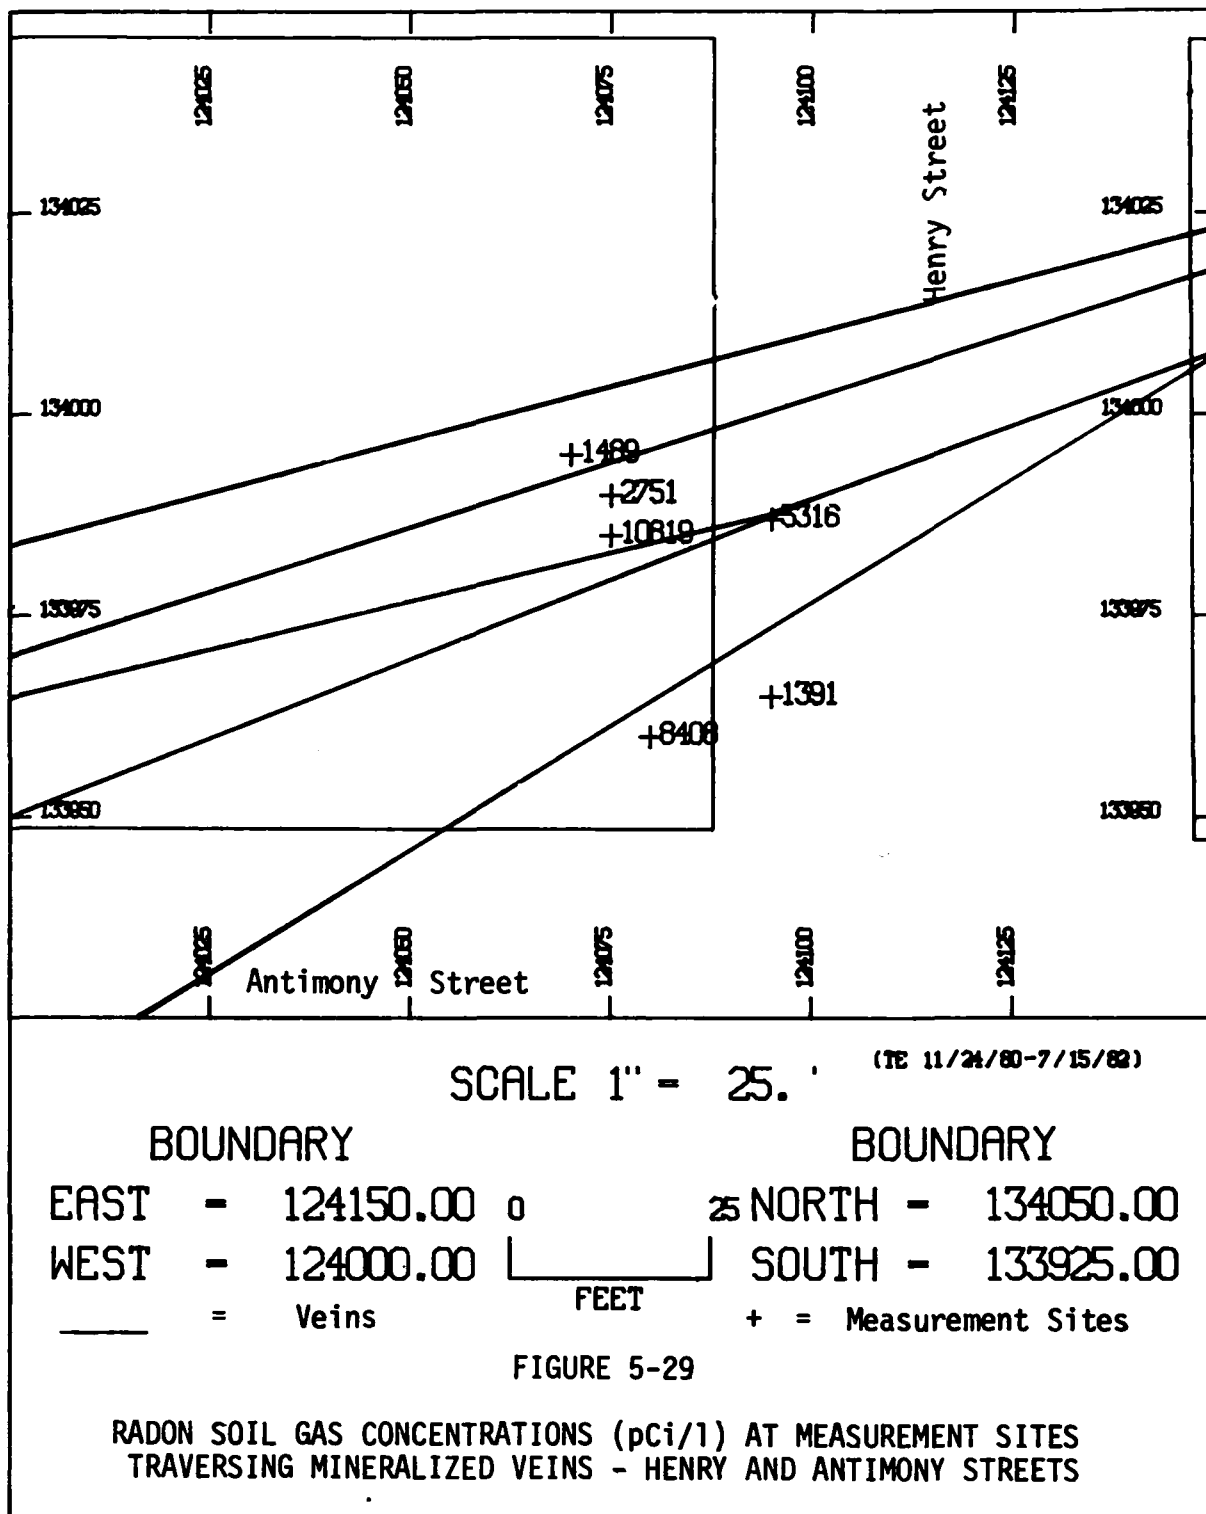 124025 124050 124075 124100 124125
Henry Street
134025 134025
134000 134000
+1489
+2751
+10819 +5316
133975 133975
+1391
+8408
133950 133950
124025 124050 124075 124100 124125
Antimony Street
SCALE 1" = 25.'
(TE 11/24/80-7/15/82)
BOUNDARY BOUNDARY
EAST = 124150.00 0 25 NORTH = 134050.00
WEST = 124000.00 SOUTH = 133925.00
FEET
= Veins + = Measurement Sites
FIGURE 5-29
RADON SOIL GAS CONCENTRATIONS (pCi/l) AT MEASUREMENT SITES
TRAVERSING MINERALIZED VEINS - HENRY AND ANTIMONY STREETS